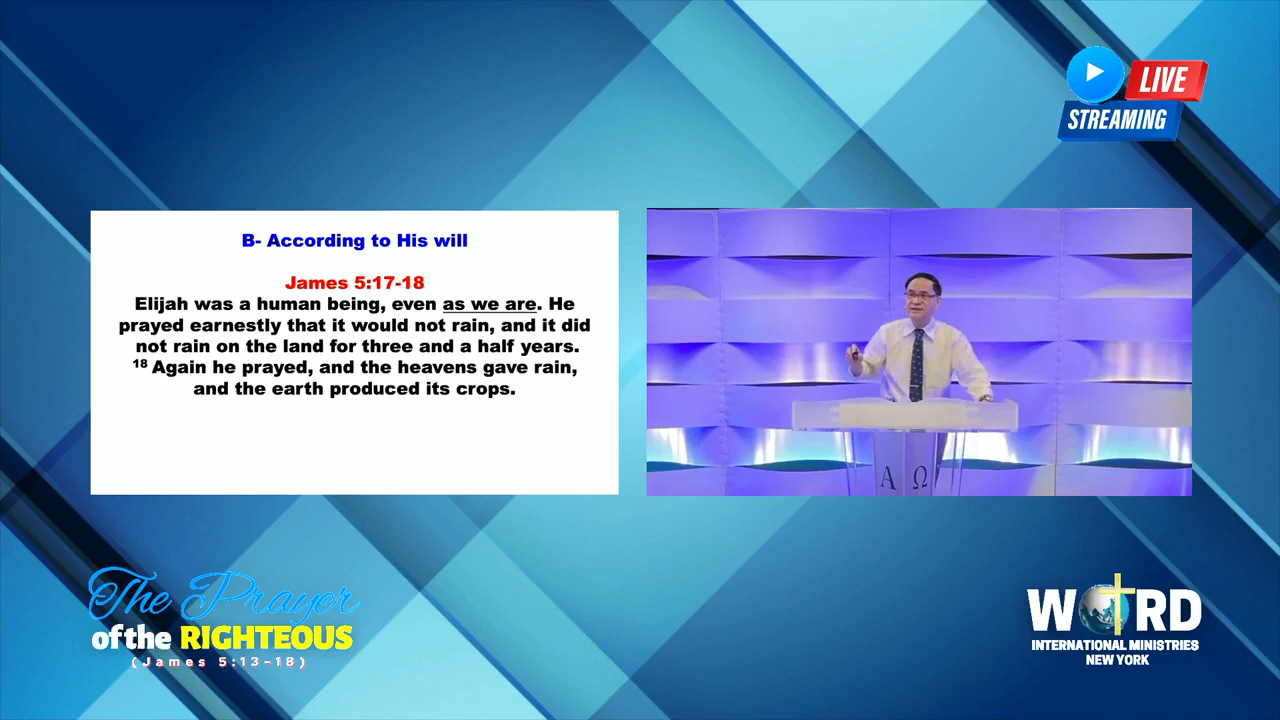 LIVE
STREAMING
B- According to His will
James 5:17-18
Elijah was a human being, even as we are. He
prayed earnestly that it would not rain, and it did
not rain on the land for three and a half years.
18 Again he prayed, and the heavens gave rain,
and the earth produced its crops.
Α Ω
The Prayer
of the RIGHTEOUS
(James 5:13-18)
WORD
INTERNATIONAL MINISTRIES
NEW YORK